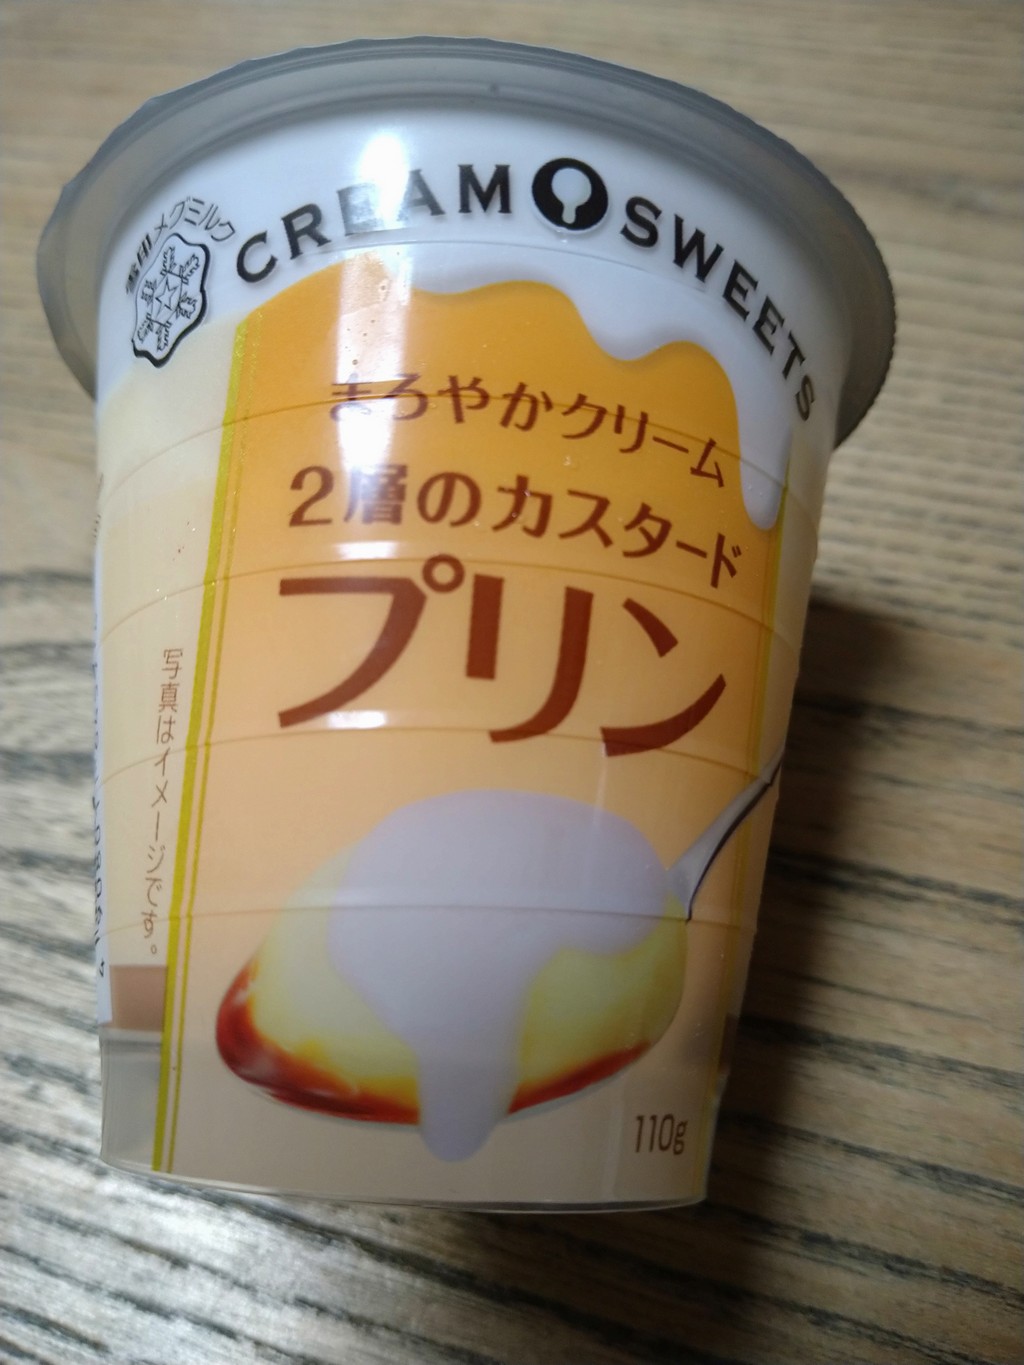 雪印メグミルク
CREAM SWEETS
まろやかクリーム
2層のカスタード
プリン
写真はイメージです。
110g